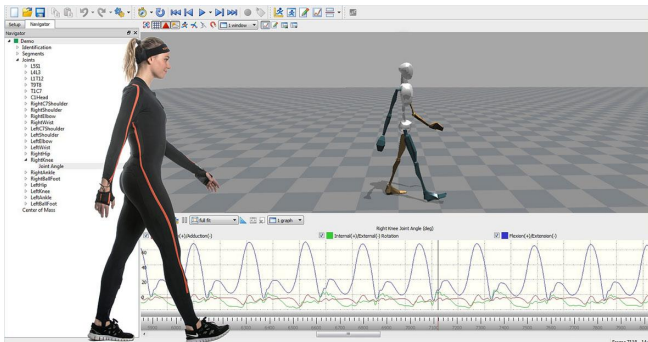 1 window
Setup Navigator
Navigator
Demo
Identification
Segments
Joints
L5S1
L4L3
L1T12
T9T8
T1C7
C1Head
RightC7Shoulder
RightShoulder
RightElbow
RightWrist
LeftC7Shoulder
LeftShoulder
LeftElbow
LeftWrist
RightHip
RightKnee
Joint Angle
RightAnkle
RightBallFoot
LeftHip
LeftKnee
LeftAnkle
LeftBallFoot
Center of Mass
full fit
1 graph
Right Knee Joint Angle (deg)
(+)/Adduction(-)
Internal(+)/External(-) Rotation
Flexion(+)/Extension(-)
60
40
20
0